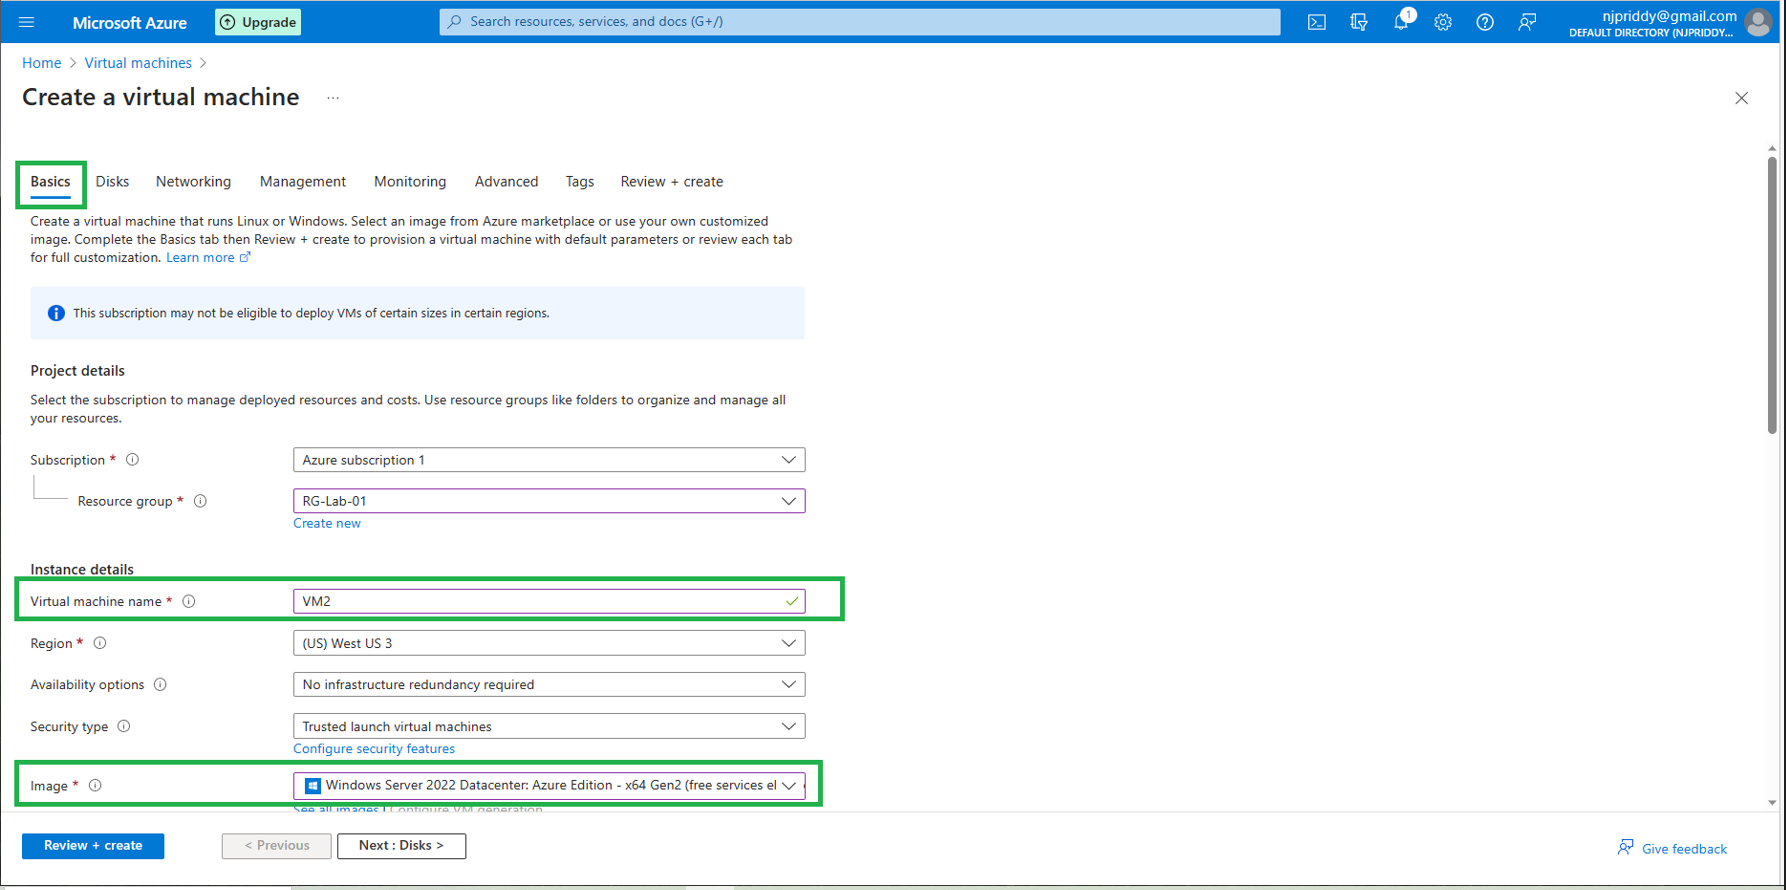 Microsoft Azure
Upgrade
Search resources, services, and docs (G+/)
1
njpriddy@gmail.com
DEFAULT DIRECTORY (NJPRIDDY...
Home > Virtual machines >
Create a virtual machine ...
Basics Disks Networking Management Monitoring Advanced Tags Review + create
Create a virtual machine that runs Linux or Windows. Select an image from Azure marketplace or use your own customized
image. Complete the Basics tab then Review + create to provision a virtual machine with default parameters or review each tab
for full customization. Learn more
This subscription may not be eligible to deploy VMs of certain sizes in certain regions.
Project details
Select the subscription to manage deployed resources and costs. Use resource groups like folders to organize and manage all
your resources.
Subscription * Azure subscription 1
Resource group * RG-Lab-01
Create new
Instance details
Virtual machine name * VM2
Region * (US) West US 3
Availability options No infrastructure redundancy required
Security type Trusted launch virtual machines
Configure security features
Image * Windows Server 2022 Datacenter: Azure Edition - x64 Gen2 (free services el
See all images | Configure VM generation
Review + create < Previous Next : Disks > Give feedback